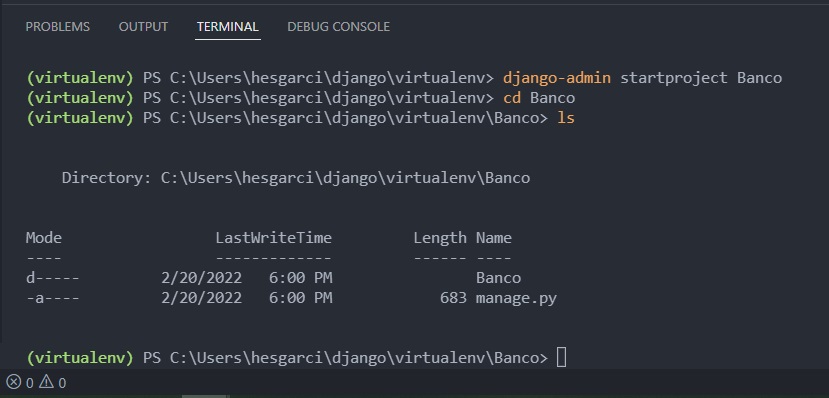 PROBLEMS OUTPUT TERMINAL DEBUG CONSOLE
(virtualenv) PS C:\Users\hesgarci\django\virtualenv> django-admin startproject Banco
(virtualenv) PS C:\Users\hesgarci\django\virtualenv> cd Banco
(virtualenv) PS C:\Users\hesgarci\django\virtualenv\Banco> ls
Directory: C:\Users\hesgarci\django\virtualenv\Banco
Mode LastWriteTime Length Name
---- ------------- ------ ----
d----- 2/20/2022 6:00 PM Banco
-a---- 2/20/2022 6:00 PM 683 manage.py
(virtualenv) PS C:\Users\hesgarci\django\virtualenv\Banco>
0 0